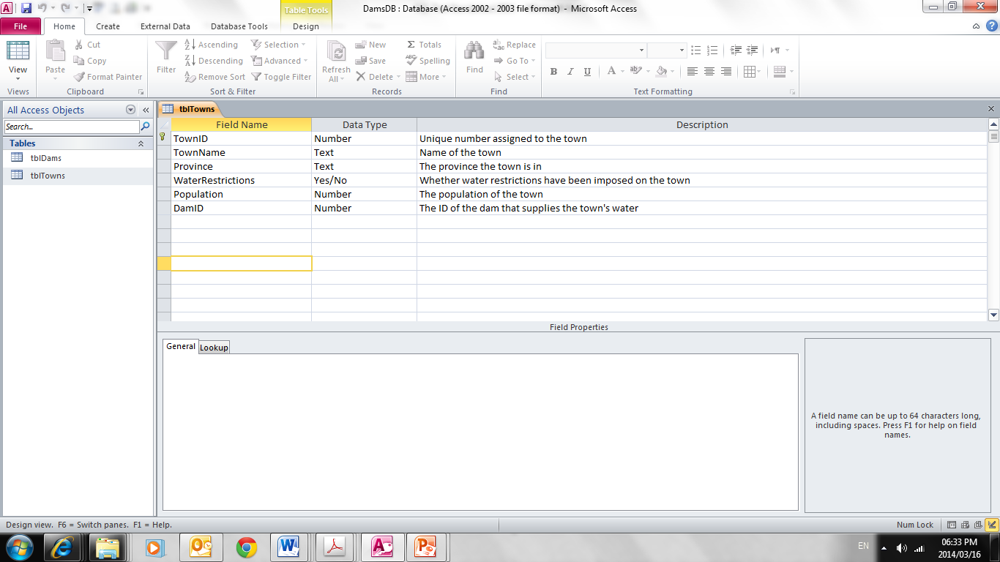 Table Tools
DamsDB : Database (Access 2002 - 2003 file format) - Microsoft Access
File Home Create External Data Database Tools Design
View
Paste
Cut
Copy
Format Painter
Filter
Ascending
Descending
Remove Sort
Selection
Advanced
Toggle Filter
Refresh
All
New
Save
Delete
Totals
Spelling
More
Find
Replace
Go To
Select
B I U A
Views Clipboard Sort & Filter Records Find Text Formatting
All Access Objects
Search...
Tables
tblDams
tblTowns
tblTowns
Field Name Data Type Description
TownID Number Unique number assigned to the town
TownName Text Name of the town
Province Text The province the town is in
WaterRestrictions Yes/No Whether water restrictions have been imposed on the town
Population Number The population of the town
DamID Number The ID of the dam that supplies the town's water
Field Properties
General Lookup
A field name can be up to 64 characters long,
including spaces. Press F1 for help on field
names.
Design view. F6 = Switch panes. F1 = Help. Num Lock
EN
06:33 PM
2014/03/16